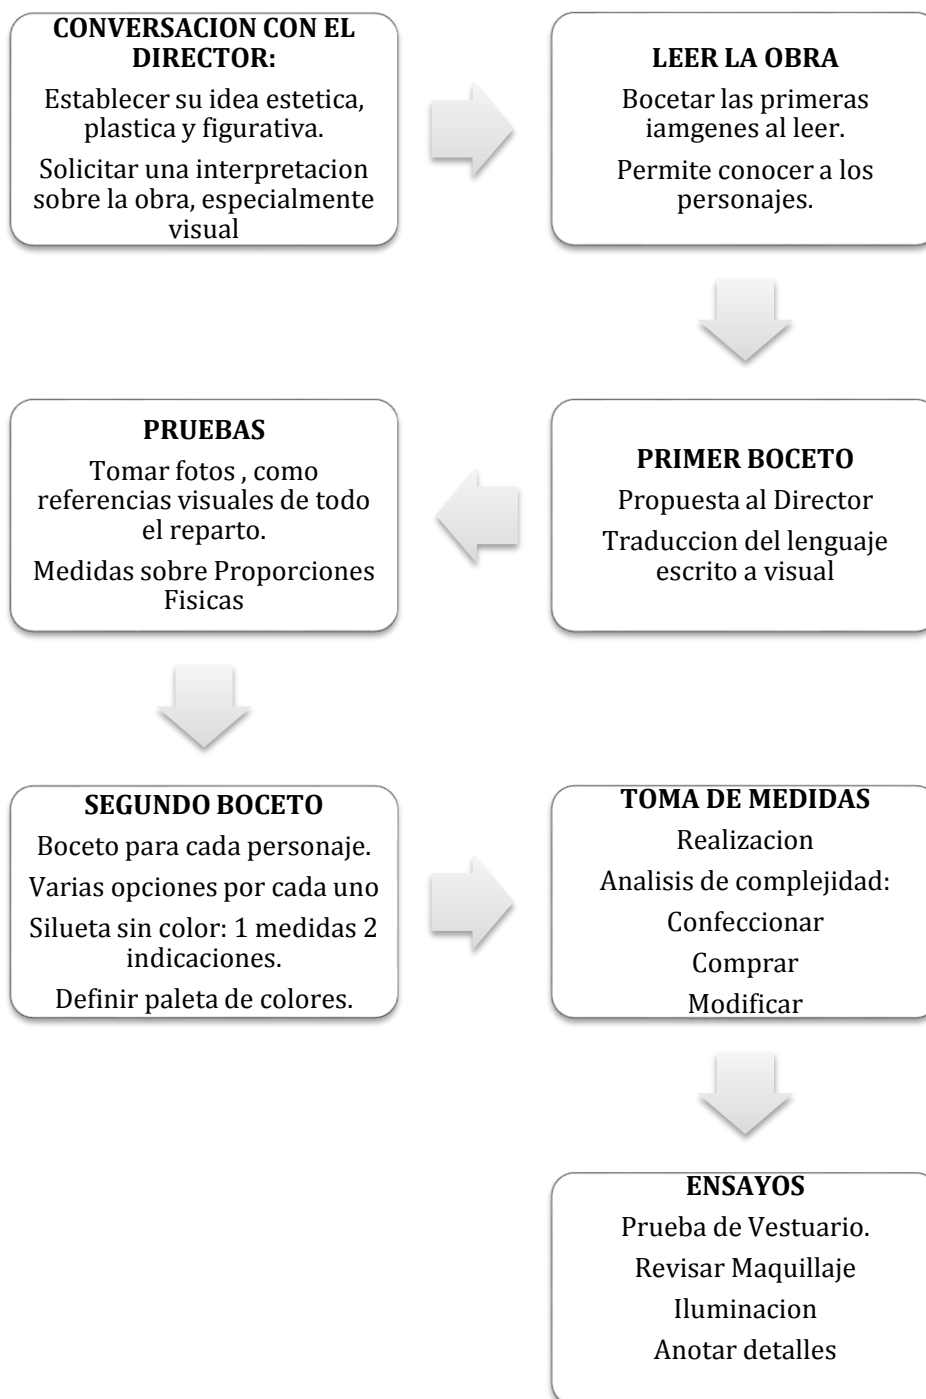 CONVERSACION CON EL
DIRECTOR:
Establecer su idea estetica,
plastica y figurativa.
Solicitar una interpretacion
sobre la obra, especialmente
visual
LEER LA OBRA
Bocetar las primeras
iamgenes al leer.
Permite conocer a los
personajes.
PRIMER BOCETO
Propuesta al Director
Traduccion del lenguaje
escrito a visual
PRUEBAS
Tomar fotos , como
referencias visuales de todo
el reparto.
Medidas sobre Proporciones
Fisicas
SEGUNDO BOCETO
Boceto para cada personaje.
Varias opciones por cada uno
Silueta sin color: 1 medidas 2
indicaciones.
Definir paleta de colores.
TOMA DE MEDIDAS
Realizacion
Analisis de complejidad:
Confeccionar
Comprar
Modificar
ENSAYOS
Prueba de Vestuario.
Revisar Maquillaje
Iluminacion
Anotar detalles